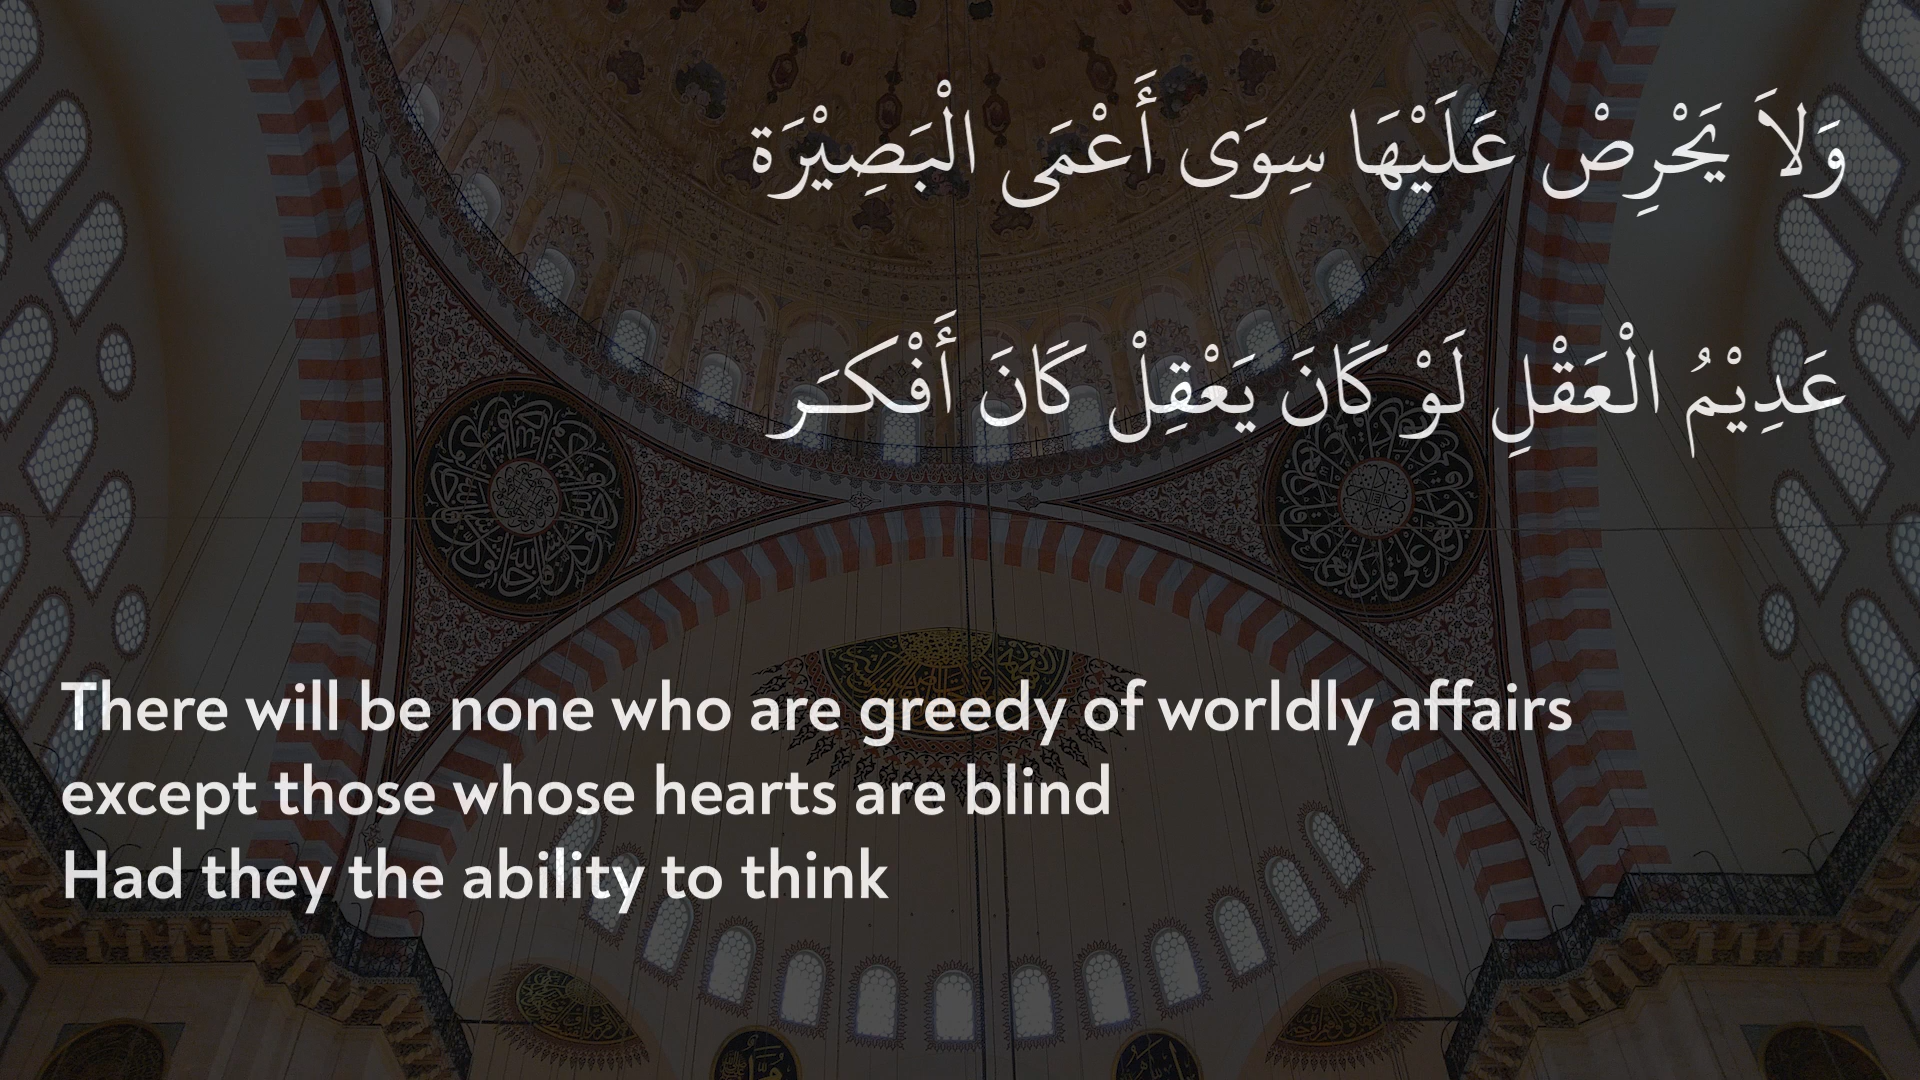 وَلاَ يَحْرِصْ عَلَيْهَا سِوَى أَعْمَى الْبَصِيْرَة
عَدِيْمُ الْعَقْلِ لَوْ كَانَ يَعْقِلْ كَانَ أَفْكَـر
There will be none who are greedy of worldly affairs
except those whose hearts are blind
Had they the ability to think